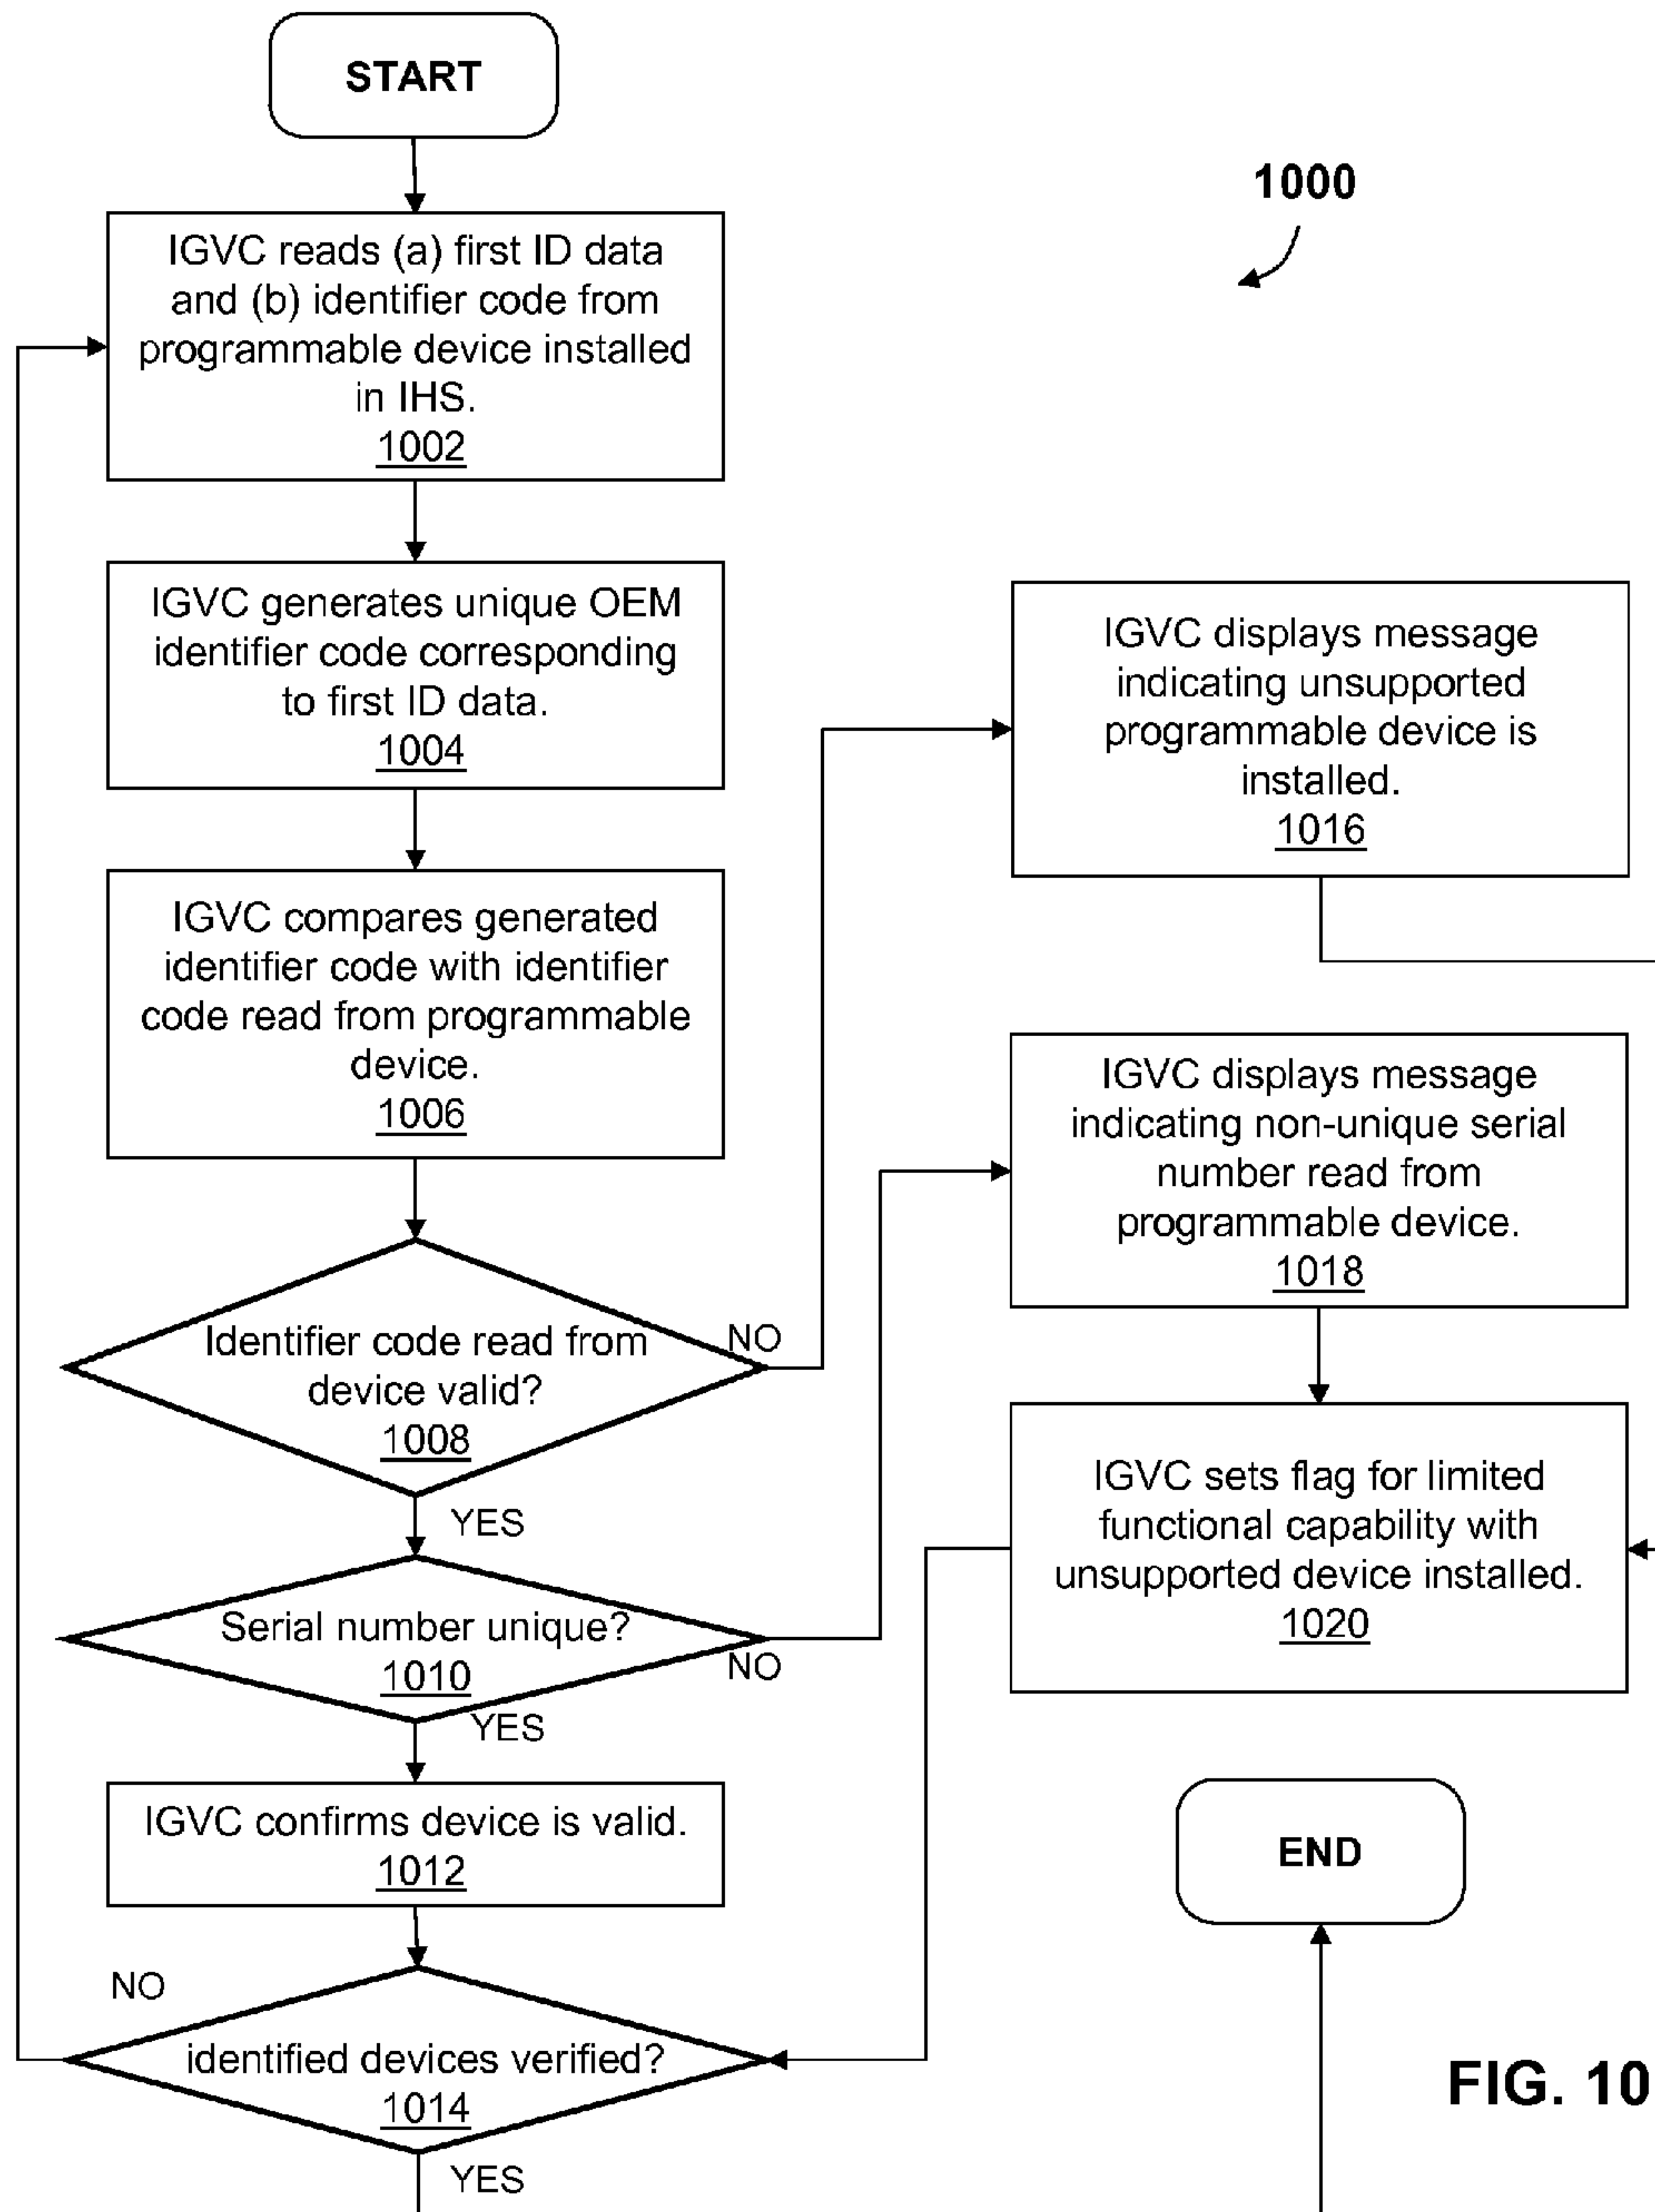 START
1000
IGVC reads (a) first ID data
and (b) identifier code from
programmable device installed
in IHS.
1002
IGVC generates unique OEM
identifier code corresponding
to first ID data.
1004
IGVC compares generated
identifier code with identifier
code read from programmable
device.
1006
Identifier code read from
device valid?
1008
NO
YES
Serial number unique?
1010
NO
YES
IGVC confirms device is valid.
1012
NO
identified devices verified?
1014
YES
IGVC displays message
indicating unsupported
programmable device is
installed.
1016
IGVC displays message
indicating non-unique serial
number read from
programmable device.
1018
IGVC sets flag for limited
functional capability with
unsupported device installed.
1020
END
FIG. 10